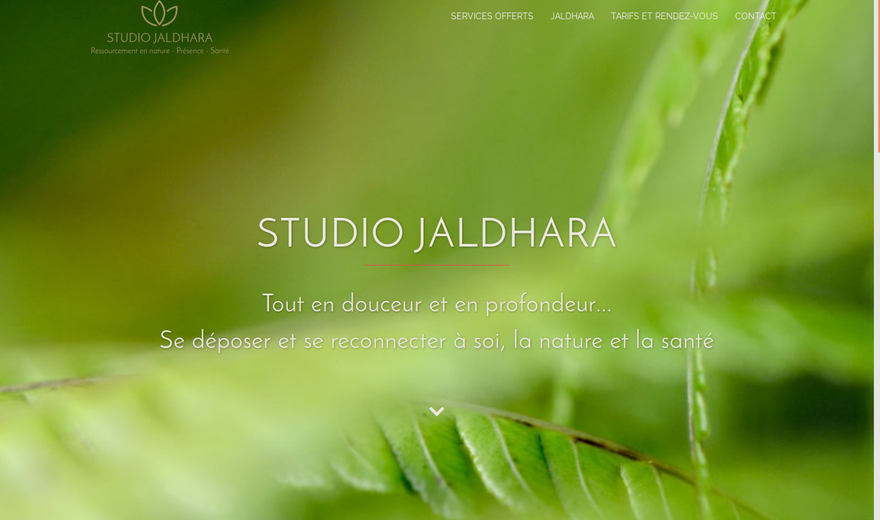 STUDIO JALDHARA
Ressourcement en nature - Présence - Santé
SERVICES OFFERTS
JALDHARA
TARIFS ET RENDEZ-VOUS
CONTACT
STUDIO JALDHARA
Tout en douceur et en profondeur...
Se déposer et se reconnecter à soi, la nature et la santé